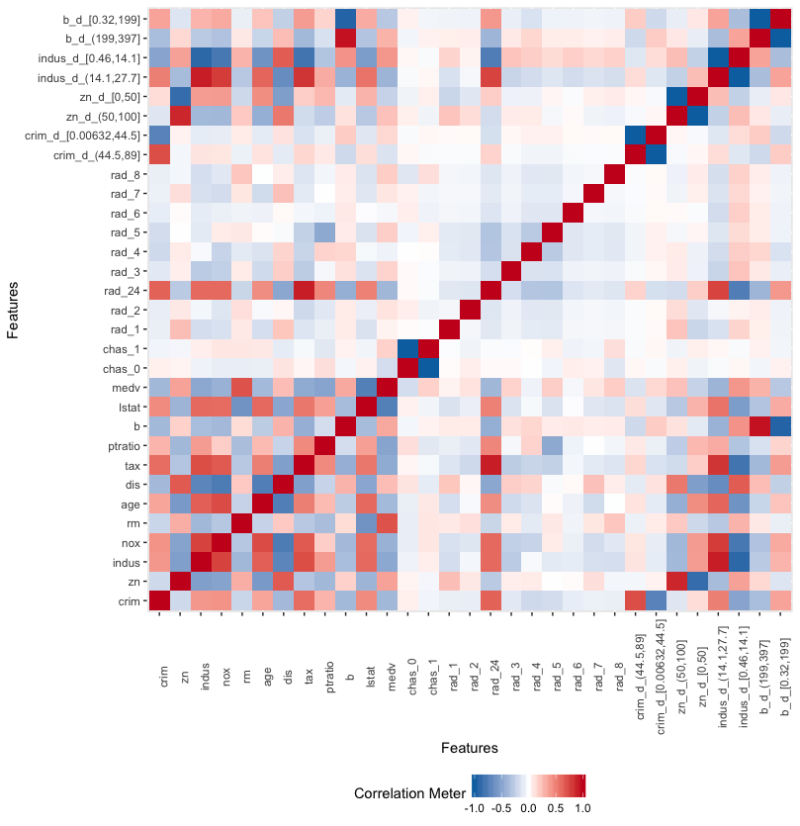 b_d_[0.32,199]
b_d_(199,397]
indus_d_[0.46,14.1]
indus_d_(14.1,27.7]
zn_d_[0,50]
zn_d_(50,100]
crim_d_[0.00632,44.5]
crim_d_(44.5,89]
rad_8
rad_7
rad_6
rad_5
rad_4
rad_3
rad_24
rad_2
rad_1
chas_1
chas_0
medv
lstat
b
ptratio
tax
dis
age
rm
nox
indus
zn
crim
Features
crim
zn
indus
nox
rm
age
dis
tax
ptratio
b
lstat
medv
chas_0
chas_1
rad_1
rad_2
rad_24
rad_3
rad_4
rad_5
rad_6
rad_7
rad_8
crim_d_(44.5,89]
crim_d_[0.00632,44.5]
zn_d_(50,100]
zn_d_[0,50]
indus_d_(14.1,27.7]
indus_d_[0.46,14.1]
b_d_(199,397]
b_d_[0.32,199]
Features
Correlation Meter
-1.0 -0.5 0.0 0.5 1.0